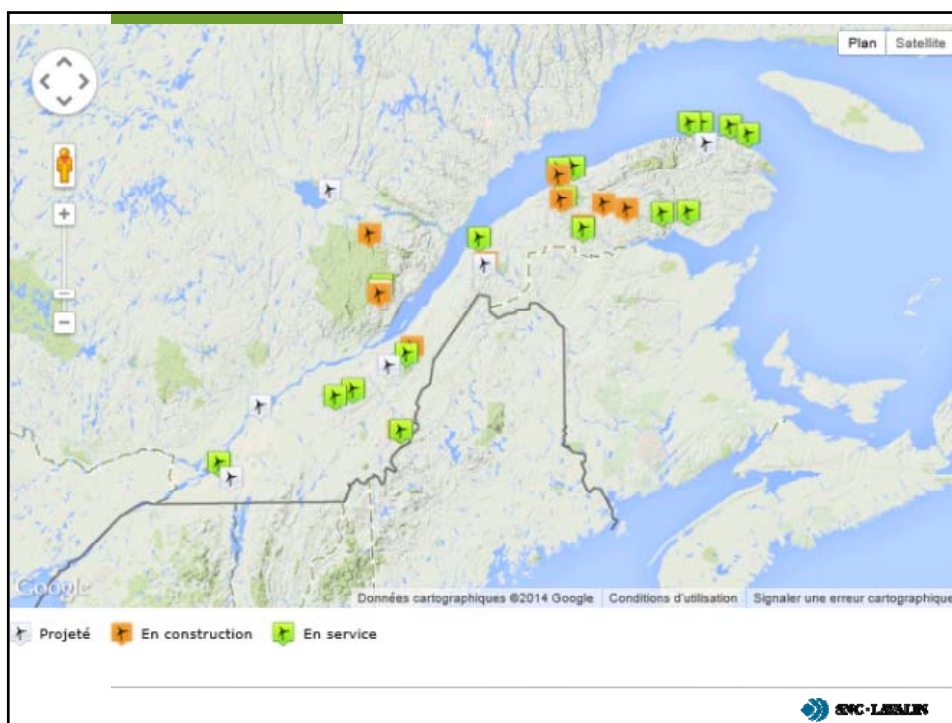 Plan Satellite
Google
Données cartographiques ©2014 Google Conditions d'utilisation Signaler une erreur cartographique
Projeté En construction En service
SNC•LAVALIN